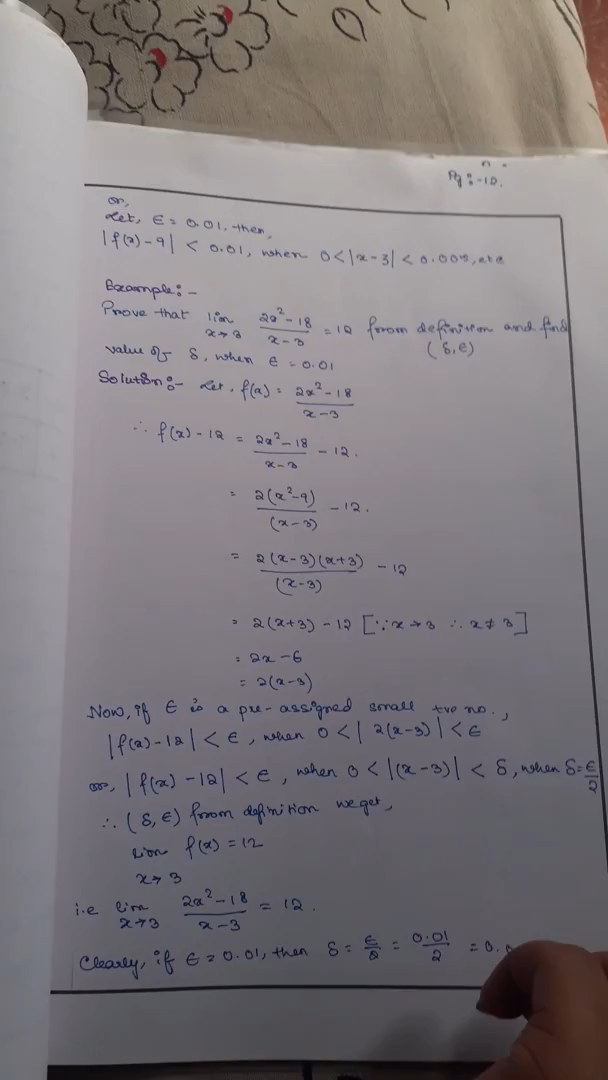 Pg:-12.
or,
Let, ε = 0.01, then,
|f(x)-9| < 0.01, when 0<|x-3| < 0.005, etc
Example:-
Prove that lim x→3 (2x²-18)/(x-3) = 12 from definition and find
(δ,ε)
value of δ, when ε = 0.01
Solution:- Let, f(x) = (2x²-18)/(x-3)
∴ f(x)-12 = (2x²-18)/(x-3) - 12.
= 2(x²-9)/(x-3) - 12.
= 2(x-3)(x+3)/(x-3) - 12
= 2(x+3) - 12 [∵ x→3 ∴ x≠3]
= 2x-6
= 2(x-3)
Now, if ε is a pre-assigned small +ve no.,
|f(x)-12| < ε, when 0<| 2(x-3)| < ε
or, |f(x)-12| < ε, when 0<|(x-3)| < δ, when δ=ε/2
∴ (δ,ε) from definition we get,
lim f(x) = 12
x→3
i.e lim x→3 (2x²-18)/(x-3) = 12.
Clearly, if ε = 0.01, then δ = ε/2 = 0.01/2 = 0.